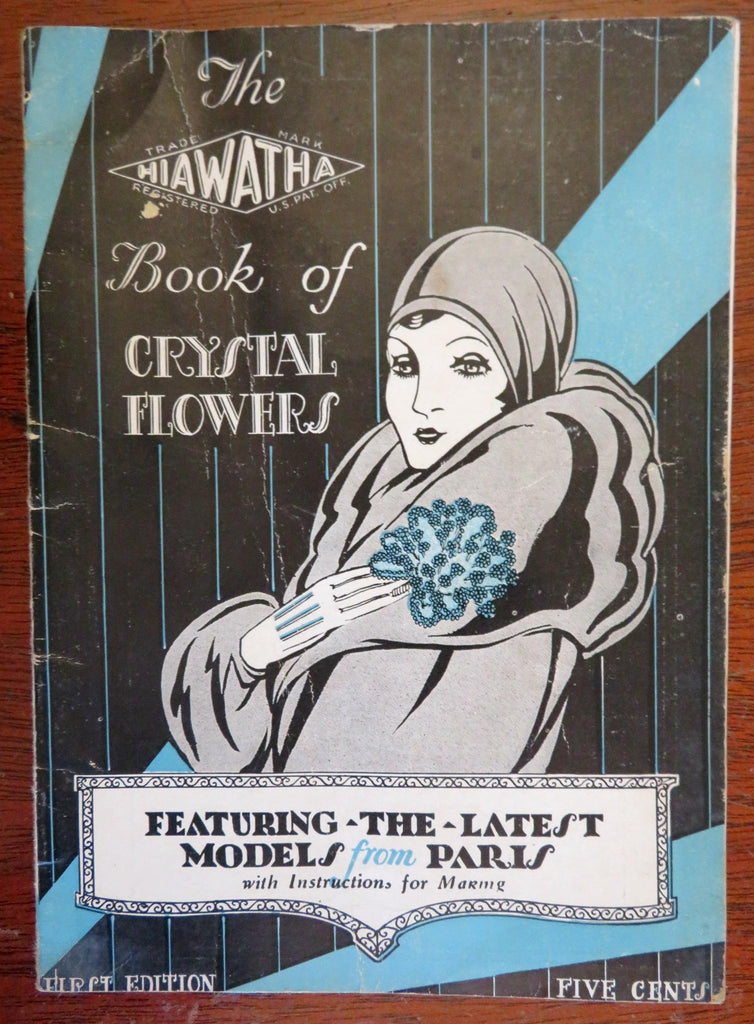 The
TRADE MARK
HIAWATHA
REGISTERED U.S. PAT. OFF.
Book of
CRYSTAL
FLOWERS
FEATURING - THE - LATEST
MODELS from PARIS
with Instructions for Making
FIRST EDITION
FIVE CENTS